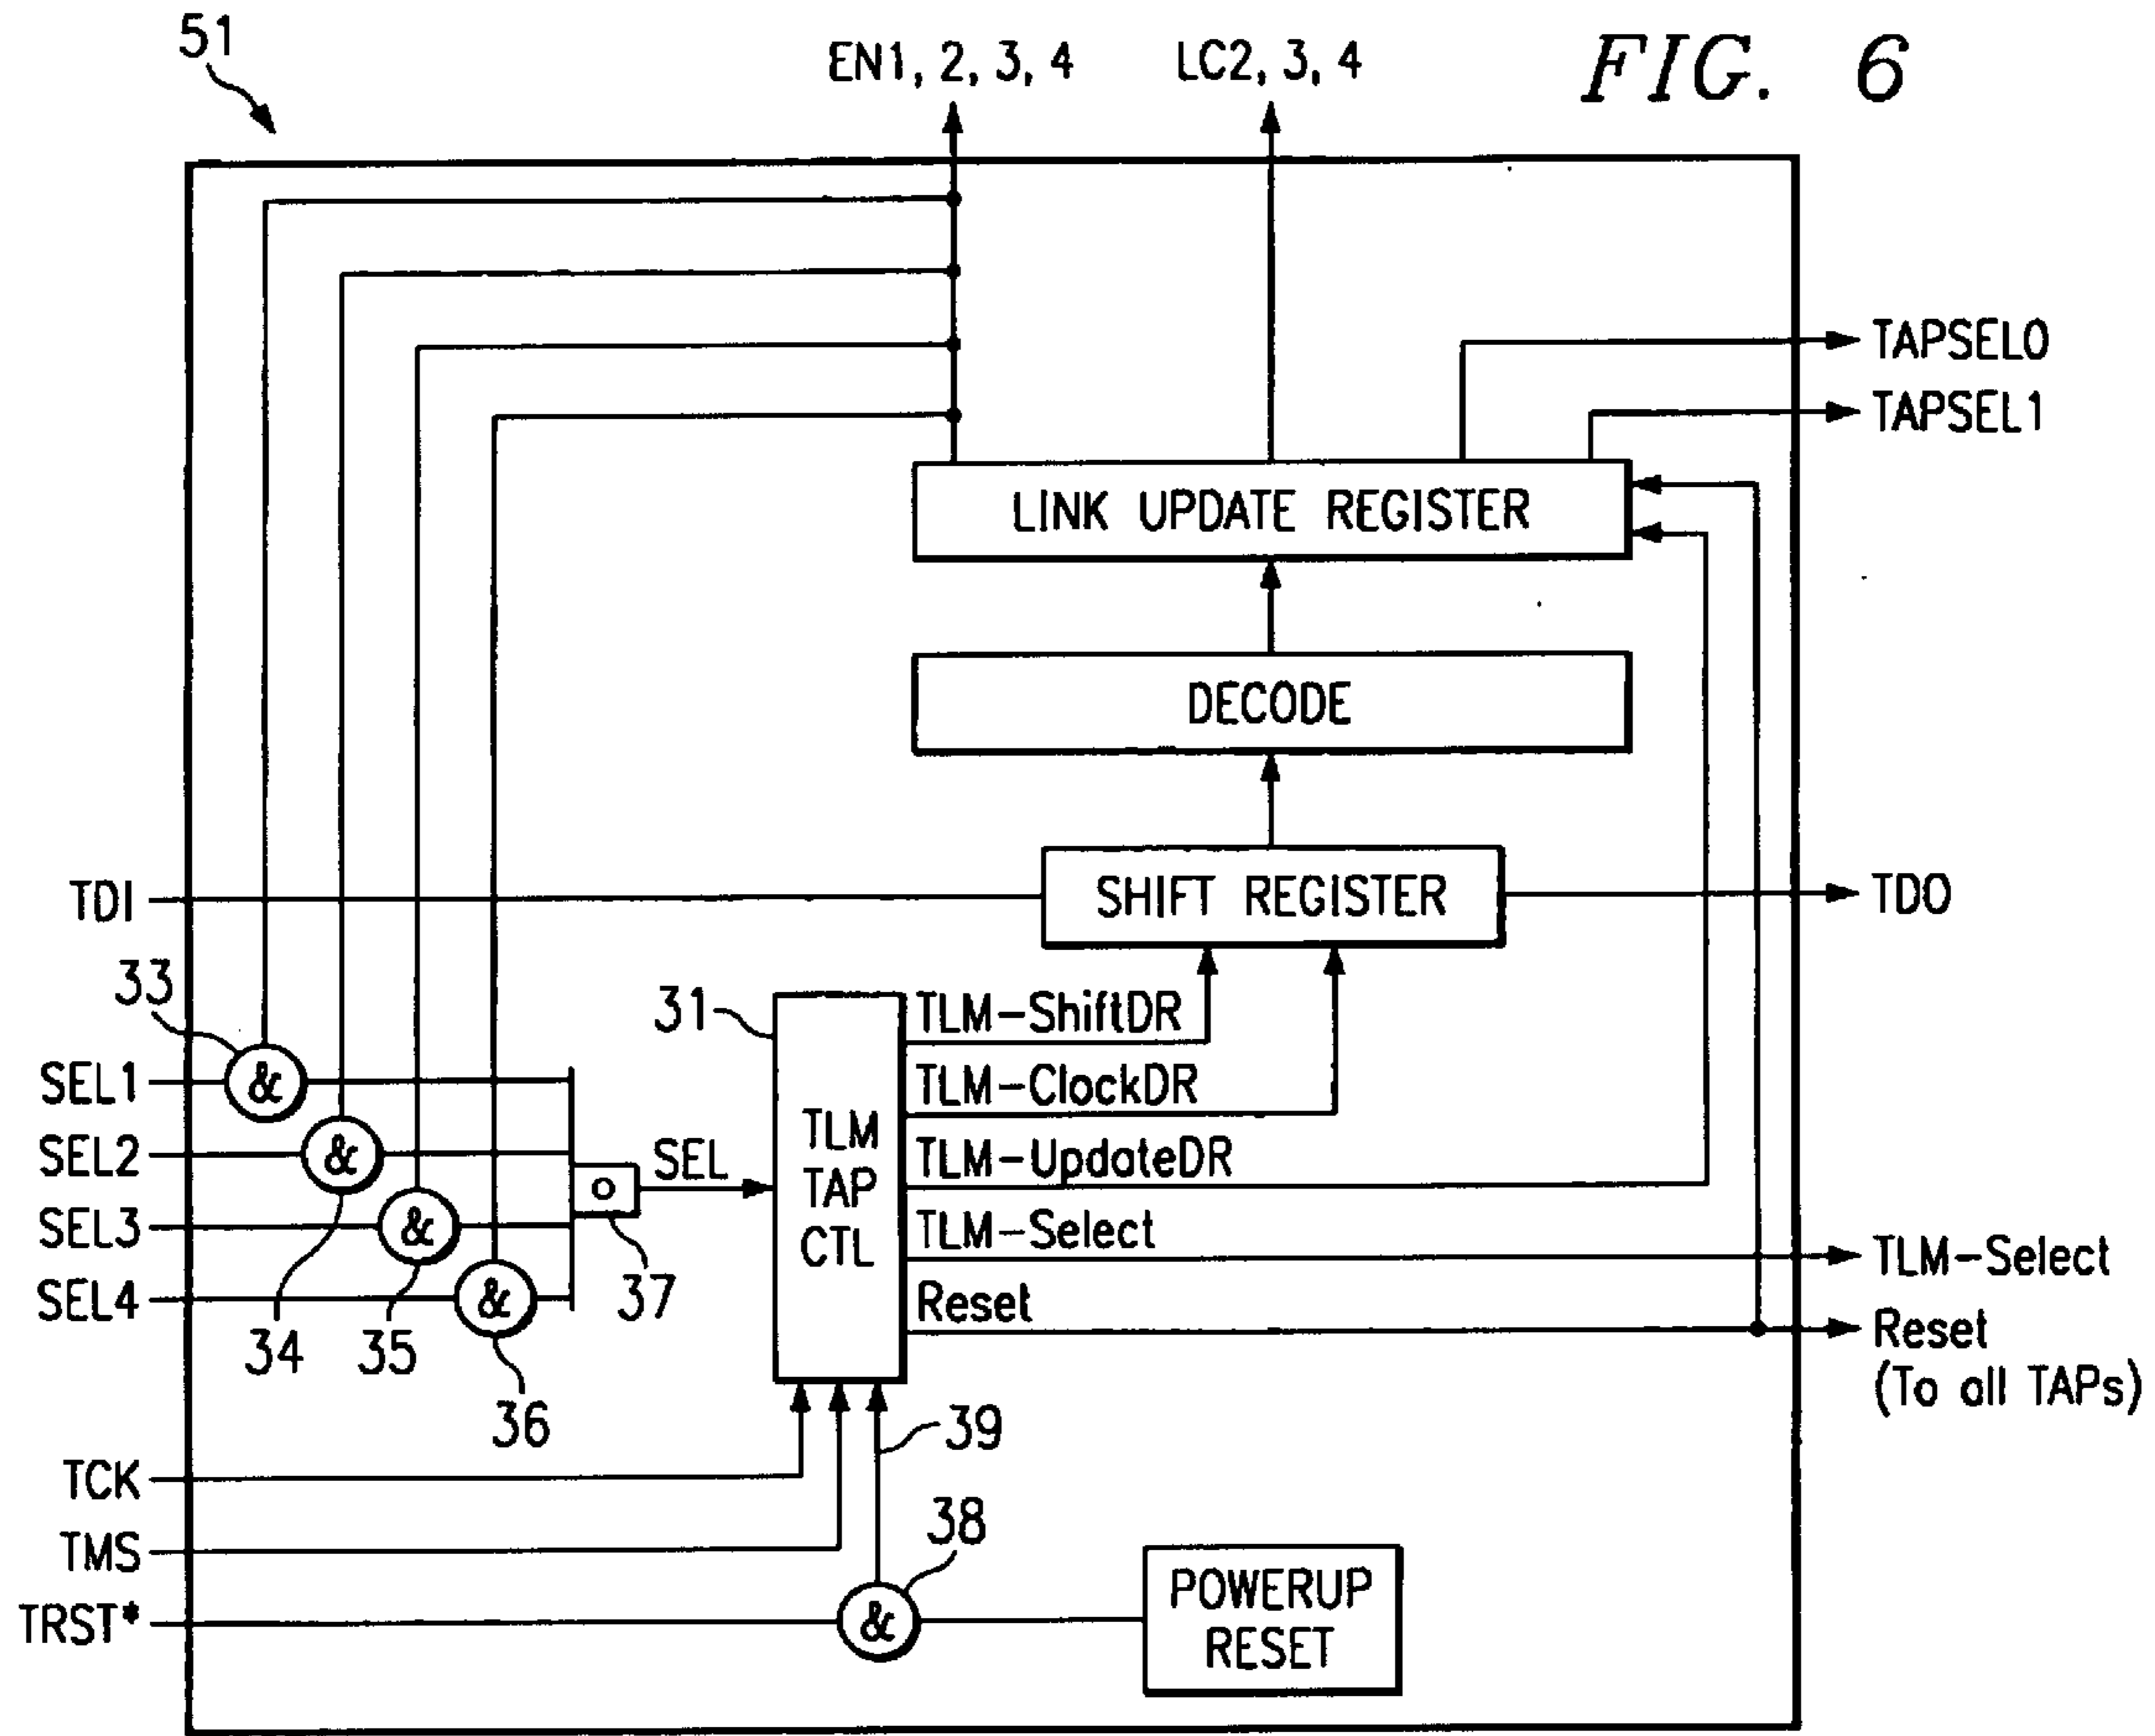 51
EN1, 2, 3, 4
LC2, 3, 4
FIG. 6
TAPSEL0
TAPSEL1
LINK UPDATE REGISTER
DECODE
TDI
SHIFT REGISTER
TDO
33
31
TLM-ShiftDR
SEL1
&
TLM-ClockDR
SEL2
&
SEL
TLM
TAP
CTL
TLM-UpdateDR
O
SEL3
&
TLM-Select
TLM-Select
SEL4
&
37
Reset
Reset
(To all TAPs)
34
35
36
39
TCK
38
TMS
POWERUP
RESET
TRST*
&